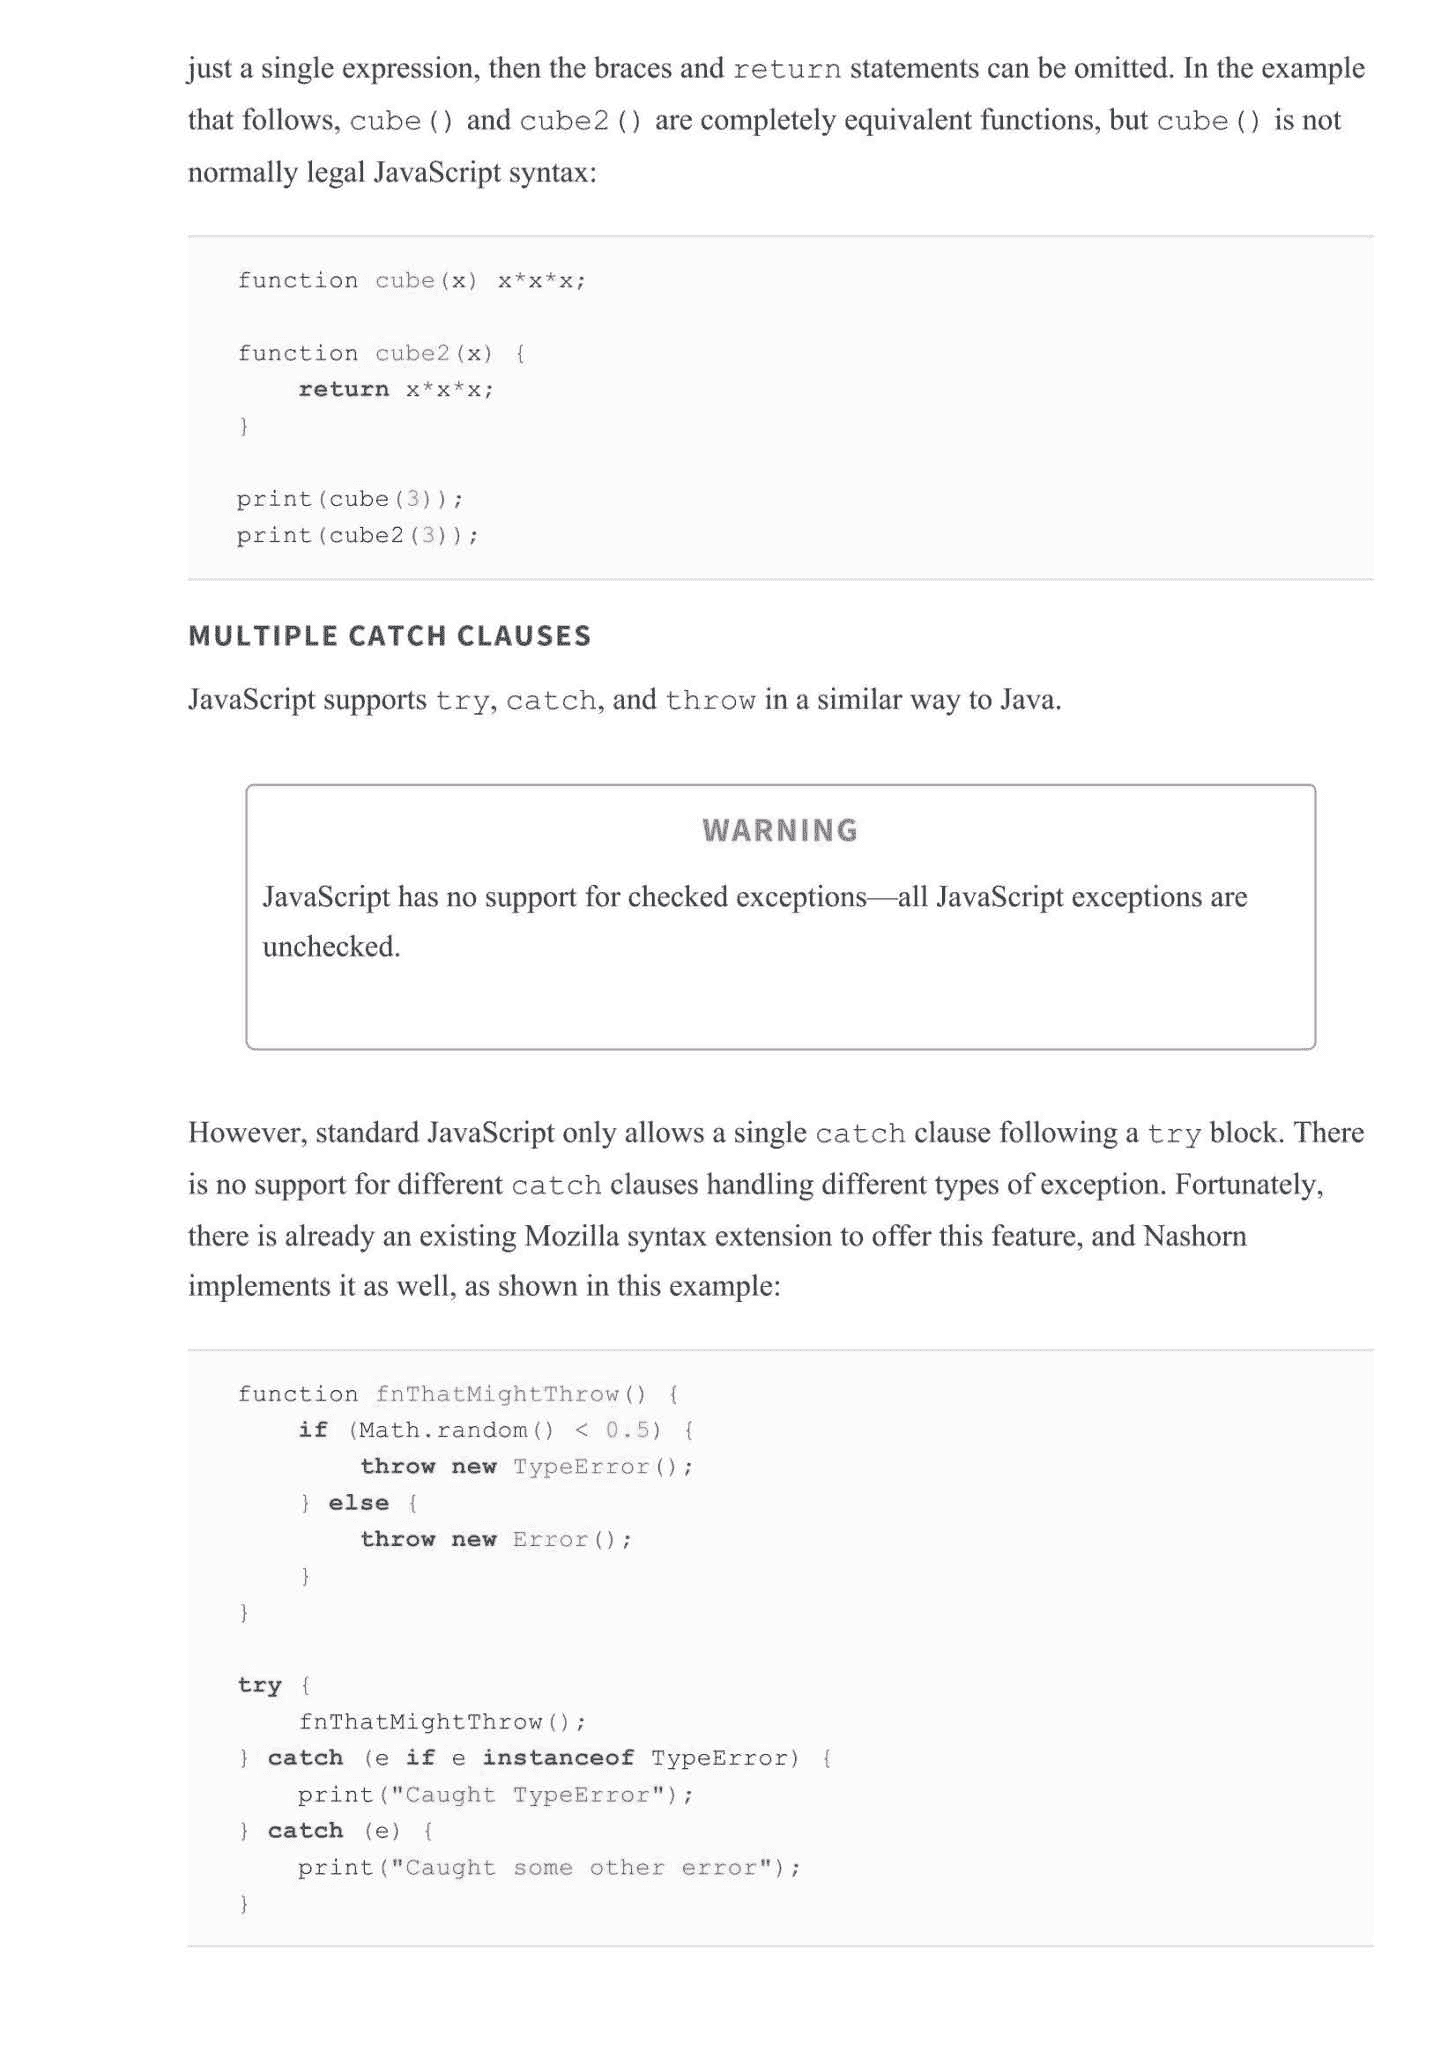 just a single expression, then the braces and return statements can be omitted. In the example
that follows, cube() and cube2() are completely equivalent functions, but cube() is not
normally legal JavaScript syntax:
function cube(x) x*x*x;
function cube2(x) {
    return x*x*x;
}
print(cube(3));
print(cube2(3));
MULTIPLE CATCH CLAUSES
JavaScript supports try, catch, and throw in a similar way to Java.
WARNING
JavaScript has no support for checked exceptions—all JavaScript exceptions are
unchecked.
However, standard JavaScript only allows a single catch clause following a try block. There
is no support for different catch clauses handling different types of exception. Fortunately,
there is already an existing Mozilla syntax extension to offer this feature, and Nashorn
implements it as well, as shown in this example:
function fnThatMightThrow() {
    if (Math.random() < 0.5) {
        throw new TypeError();
    } else {
        throw new Error();
    }
}
try {
    fnThatMightThrow();
} catch (e if e instanceof TypeError) {
    print("Caught TypeError");
} catch (e) {
    print("Caught some other error");
}